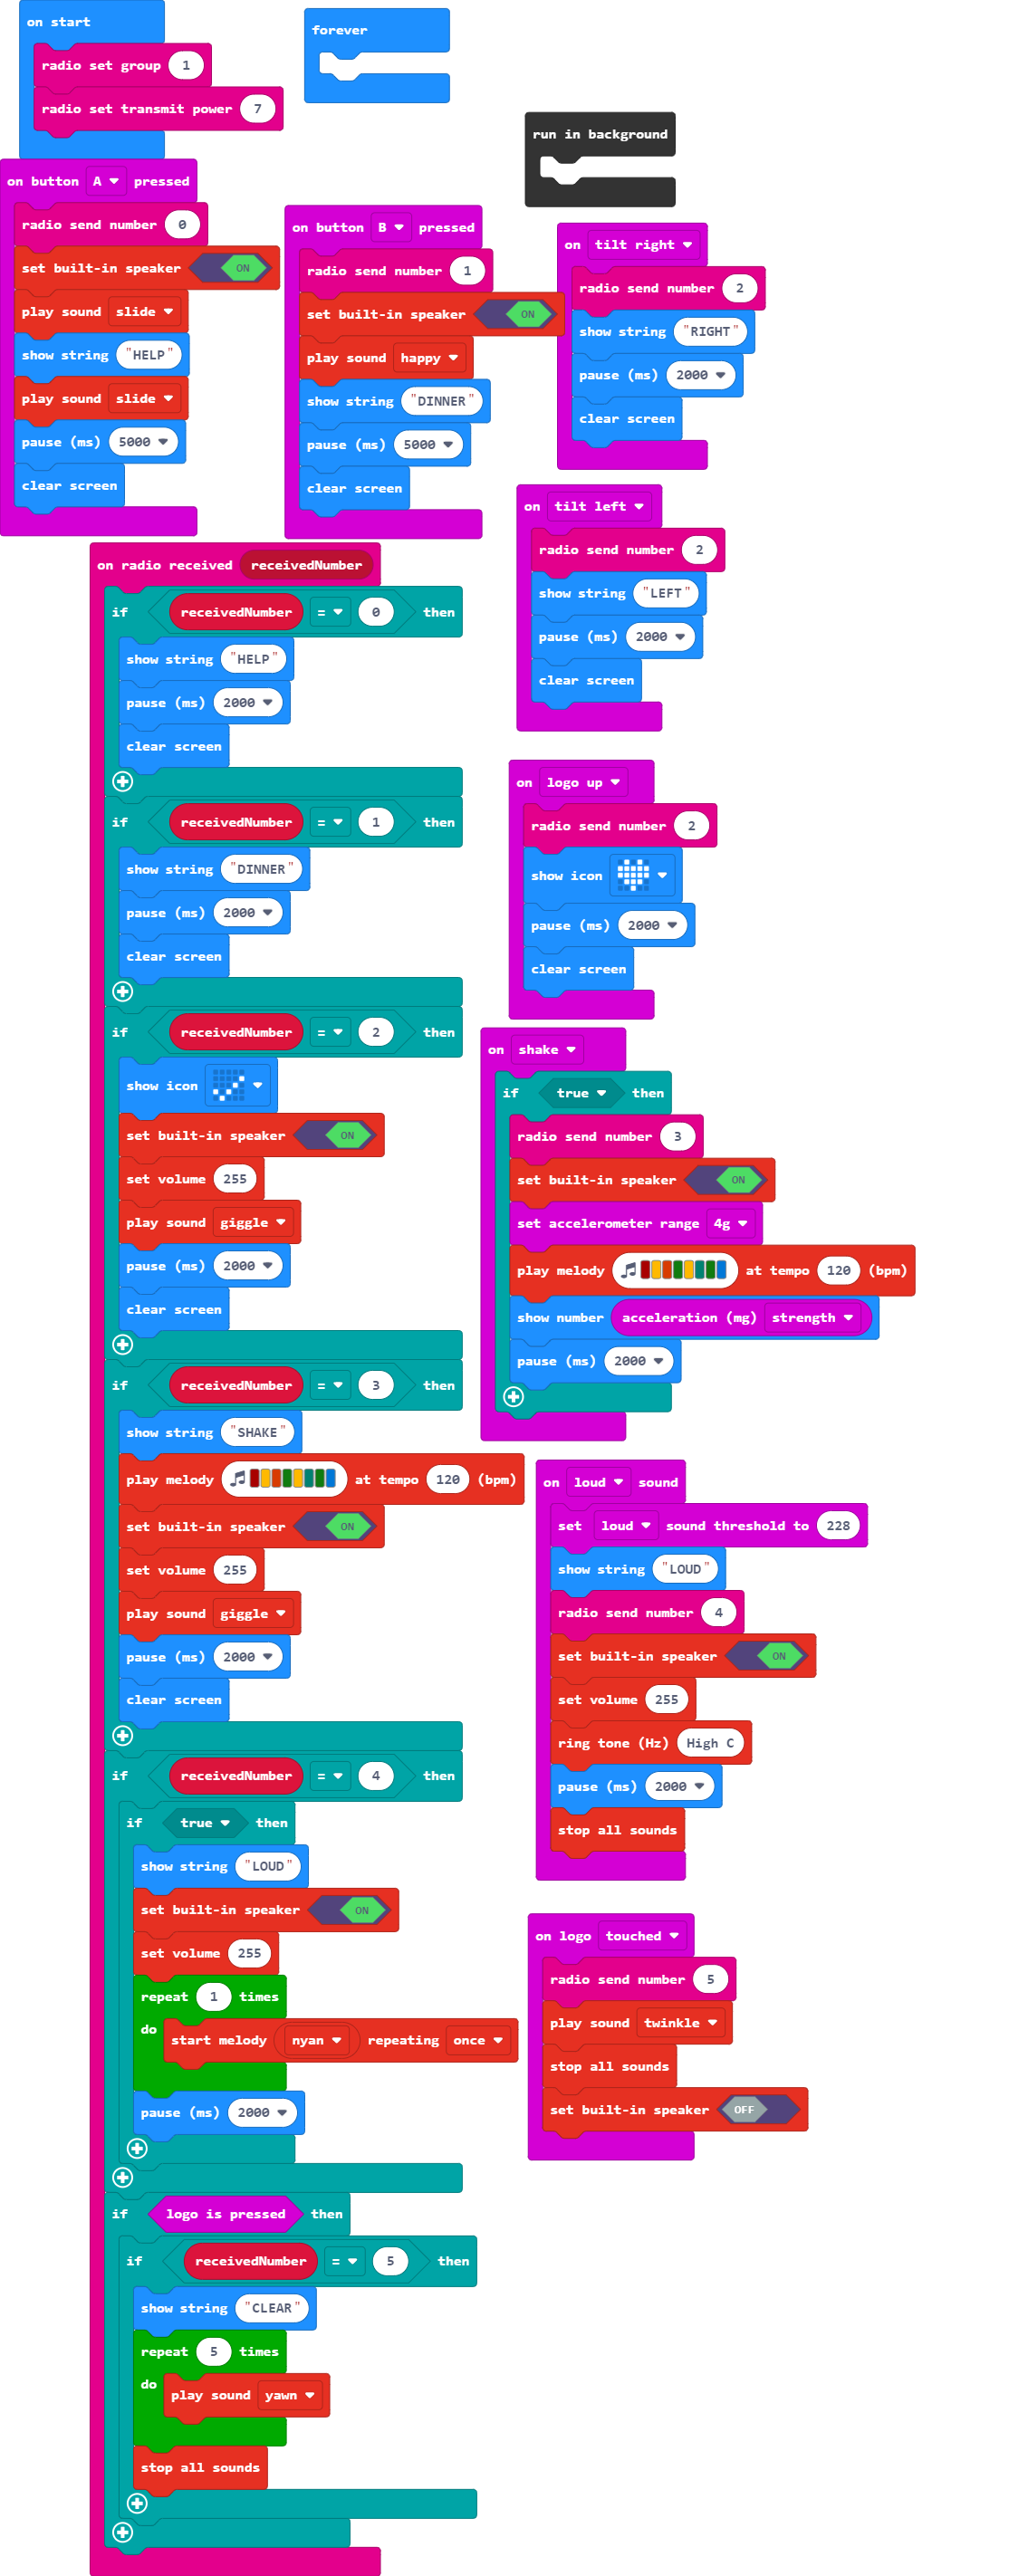 on start
radio set group 1
radio set transmit power 7
forever
run in background
on button A pressed
radio send number 0
set built-in speaker ON
play sound slide
show string "HELP"
play sound slide
pause (ms) 5000
clear screen
on button B pressed
radio send number 1
set built-in speaker ON
play sound happy
show string "DINNER"
pause (ms) 5000
clear screen
on tilt right
radio send number 2
show string "RIGHT"
pause (ms) 2000
clear screen
on tilt left
radio send number 2
show string "LEFT"
pause (ms) 2000
clear screen
on radio received receivedNumber
if receivedNumber = 0 then
show string "HELP"
pause (ms) 2000
clear screen
if receivedNumber = 1 then
show string "DINNER"
pause (ms) 2000
clear screen
if receivedNumber = 2 then
show icon
set built-in speaker ON
set volume 255
play sound giggle
pause (ms) 2000
clear screen
if receivedNumber = 3 then
show string "SHAKE"
play melody at tempo 120 (bpm)
set built-in speaker ON
set volume 255
play sound giggle
pause (ms) 2000
clear screen
if receivedNumber = 4 then
if true then
show string "LOUD"
set built-in speaker ON
set volume 255
repeat 1 times
do start melody nyan repeating once
pause (ms) 2000
if logo is pressed then
if receivedNumber = 5 then
show string "CLEAR"
repeat 5 times
do play sound yawn
stop all sounds
on logo up
radio send number 2
show icon
pause (ms) 2000
clear screen
on shake
if true then
radio send number 3
set built-in speaker ON
set accelerometer range 4g
play melody at tempo 120 (bpm)
show number acceleration (mg) strength
pause (ms) 2000
on loud sound
set loud sound threshold to 228
show string "LOUD"
radio send number 4
set built-in speaker ON
set volume 255
ring tone (Hz) High C
pause (ms) 2000
stop all sounds
on logo touched
radio send number 5
play sound twinkle
stop all sounds
set built-in speaker OFF